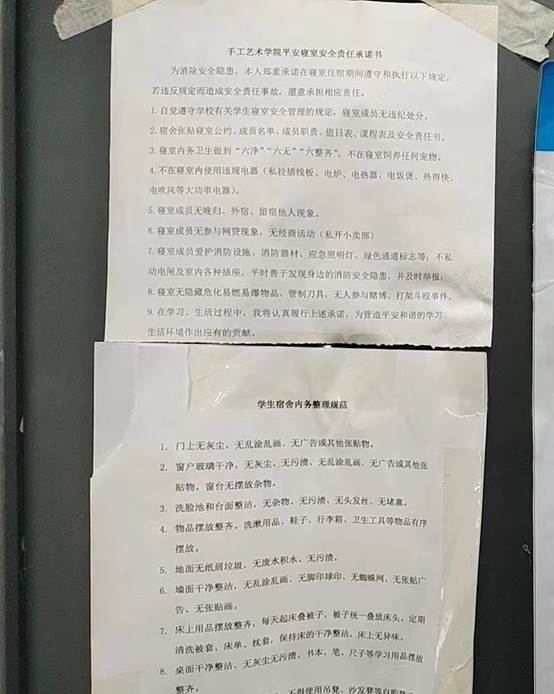 手工艺术学院平安寝室安全责任承诺书
为消除安全隐患，本人郑重承诺在寝室住宿期间遵守和执行以下规定，
若违反规定而造成安全责任事故，愿意承担相应责任。
1.自觉遵守学校有关学生寝室安全管理的规定，寝室成员无违纪处分。
2.宿舍张贴寝室公约、成员名单、成员职责、值日表、课程表及安全责任书。
3.寝室内务卫生做到“六净”“六无”“六整齐”，不在寝室饲养任何宠物。
4.不在寝室内使用违规电器（私拉插线板、电炉、电热器、电饭煲、热得快、
电吹风等大功率电器）。
5.寝室成员无晚归、外宿、留宿他人现象。
6.寝室成员无参与网贷现象，无经商活动（私开小卖部）
7.寝室成员爱护消防设施、消防器材、应急照明灯、绿色通道标志等；不私
动电闸及室内各种插座。平时善于发现身边的消防安全隐患，并及时举报；
8.寝室无隐藏危化易燃易爆物品、管制刀具，无人参与赌博、打架斗殴事件。
9.在学习、生活过程中，我将认真履行上述承诺，为营造平安和谐的学习、
生活环境作出应有的贡献。
学生宿舍内务整理规范
1. 门上无灰尘、无乱涂乱画、无广告或其他张贴物。
2. 窗户玻璃干净，无灰尘、无污渍、无乱涂乱画、无广告或其他张
贴物，窗台无摆放杂物。
3. 洗脸池和台面整洁，无杂物、无污渍、无头发丝、无堵塞。
4. 物品摆放整齐。洗漱用品、鞋子、行李箱、卫生工具等物品有序
摆放。
5. 地面无纸屑垃圾，无废水积水、无污渍。
6. 墙面干净整洁，无乱涂乱画、无脚印球印、无蜘蛛网、无张贴广
告、无张贴画。
7. 床上用品摆放整齐，每天起床叠被子，被子统一叠放床头，定期
清洗被套、床单、枕套，保持床的干净整洁，床上无异味。
8. 桌面干净整洁、无灰尘无污渍。书本、笔、尺子等学习用品摆放
整齐。
不得使用吊凳、沙发凳等自购